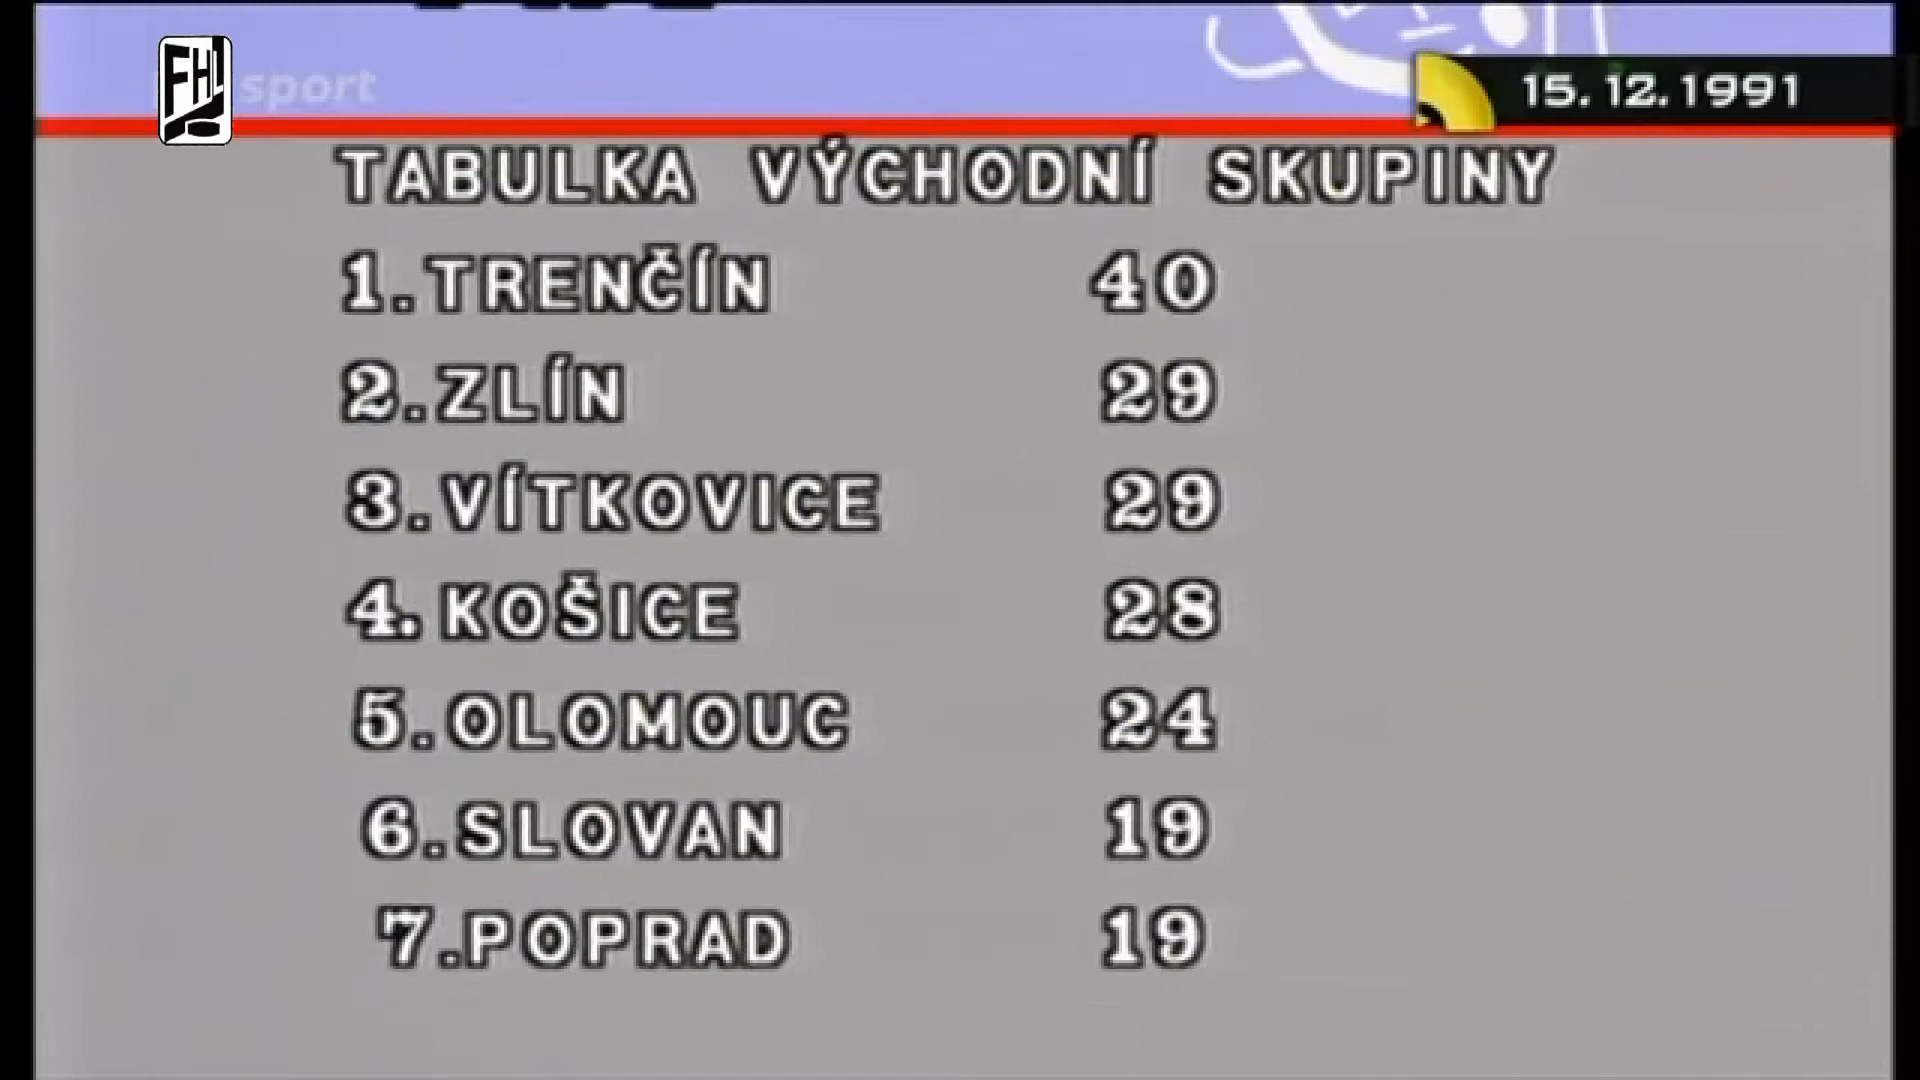 FHL sport
15.12.1991
TABULKA VÝCHODNÍ SKUPINY
1.TRENČÍN 40
2.ZLÍN 29
3.VÍTKOVICE 29
4.KOŠICE 28
5.OLOMOUC 24
6.SLOVAN 19
7.POPRAD 19